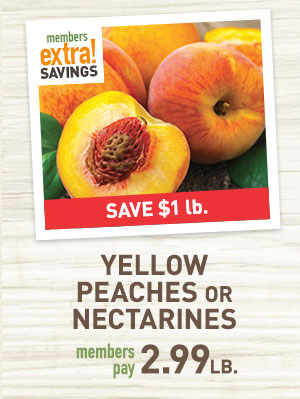 members
extra!
SAVINGS
SAVE $1 lb.
YELLOW
PEACHES OR
NECTARINES
members
pay 2.99LB.